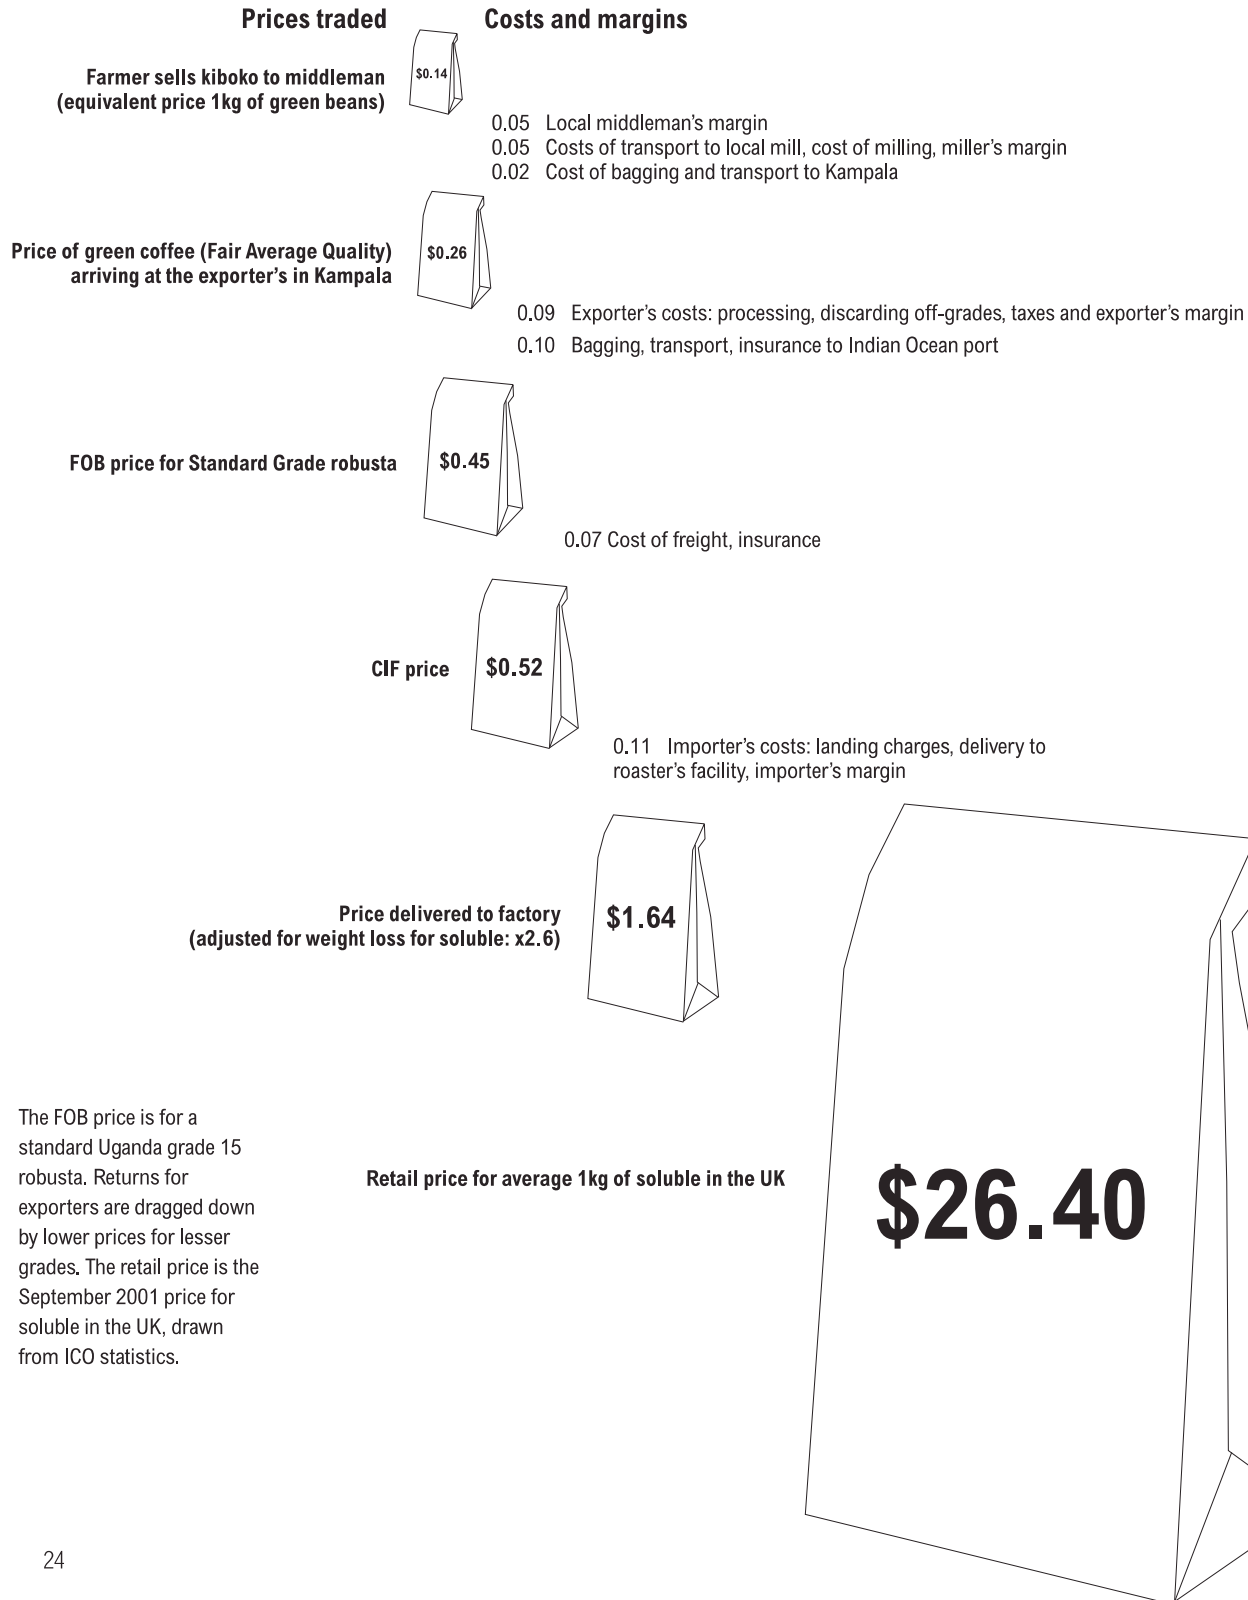 Prices traded
Costs and margins
Farmer sells kiboko to middleman
(equivalent price 1kg of green beans)
$0.14
0.05 Local middleman's margin
0.05 Costs of transport to local mill, cost of milling, miller's margin
0.02 Cost of bagging and transport to Kampala
Price of green coffee (Fair Average Quality)
arriving at the exporter's in Kampala
$0.26
0.09 Exporter's costs: processing, discarding off-grades, taxes and exporter's margin
0.10 Bagging, transport, insurance to Indian Ocean port
FOB price for Standard Grade robusta
$0.45
0.07 Cost of freight, insurance
CIF price
$0.52
0.11 Importer's costs: landing charges, delivery to
roaster's facility, importer's margin
Price delivered to factory
(adjusted for weight loss for soluble: x2.6)
$1.64
Retail price for average 1kg of soluble in the UK
$26.40
The FOB price is for a
standard Uganda grade 15
robusta. Returns for
exporters are dragged down
by lower prices for lesser
grades. The retail price is the
September 2001 price for
soluble in the UK, drawn
from ICO statistics.
24